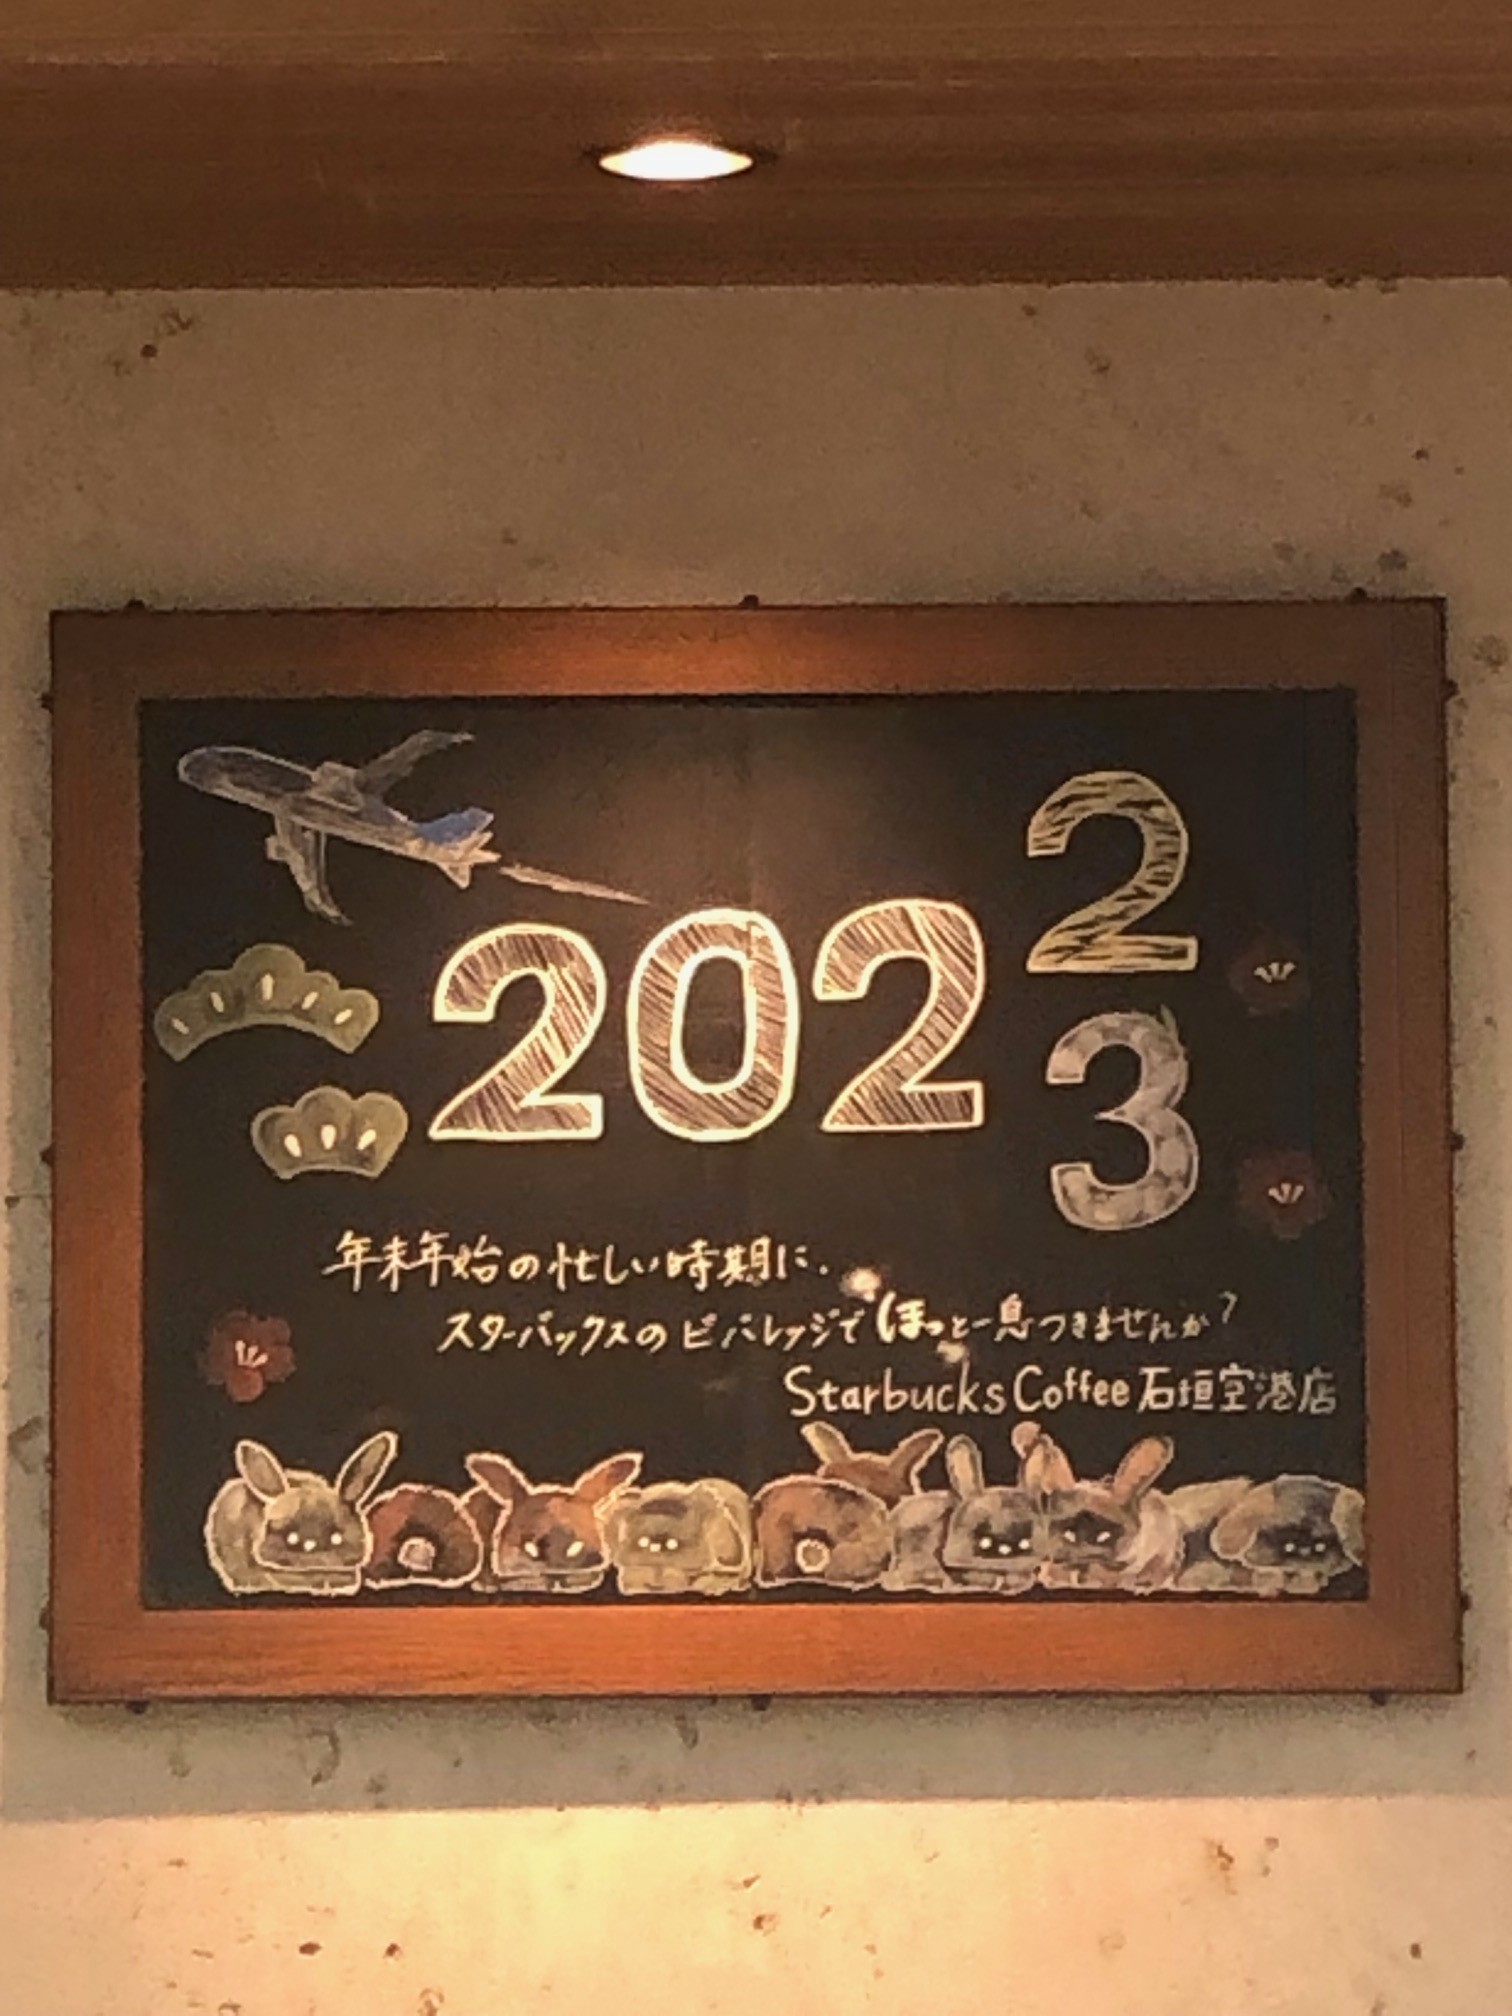 2022
3
年末年始の忙しい時期に、
スターバックスのビバレッジでほっと一息つきませんか?
Starbucks Coffee 石垣空港店